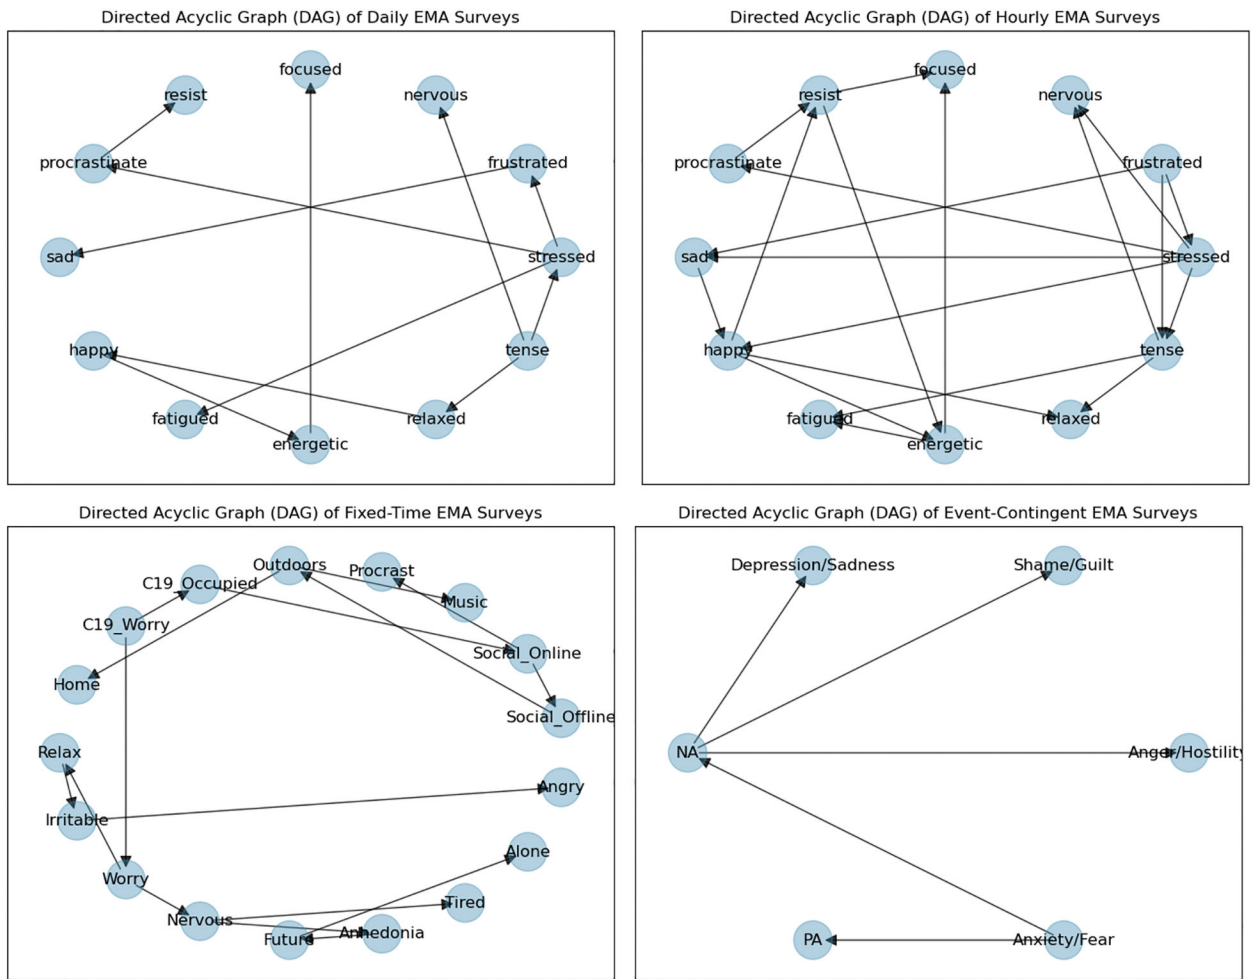 Directed Acyclic Graph (DAG) of Daily EMA Surveys
focused
resist
nervous
procrastinate
frustrated
sad
stressed
happy
tense
fatigued
relaxed
energetic
Directed Acyclic Graph (DAG) of Hourly EMA Surveys
focused
resist
nervous
procrastinate
frustrated
sad
stressed
happy
tense
fatigued
relaxed
energetic
Directed Acyclic Graph (DAG) of Fixed-Time EMA Surveys
Outdoors
Procrast
C19_Occupied
Music
C19_Worry
Social_Online
Home
Social_Offline
Relax
Angry
Irritable
Alone
Worry
Tired
Nervous
Anhedonia
Future
Directed Acyclic Graph (DAG) of Event-Contingent EMA Surveys
Depression/Sadness
Shame/Guilt
NA
Anger/Hostility
PA
Anxiety/Fear